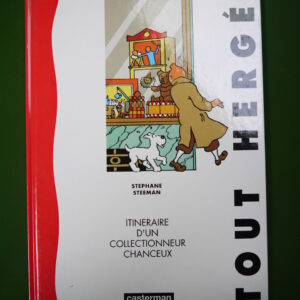 TOUT HERGÉ
STEPHANE
STEEMAN
ITINERAIRE
D'UN
COLLECTIONNEUR
CHANCEUX
casterman